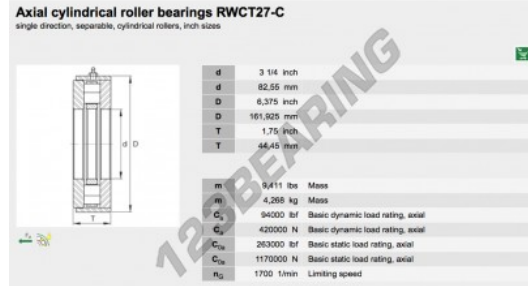 Axial cylindrical roller bearings RWCT27-C
single direction, separable, cylindrical rollers, inch sizes
d 3 1/4 inch
d 82,55 mm
D 6,375 inch
D 161,925 mm
T 1,75 inch
T 44,45 mm
d D
T
m 9,411 lbs Mass
m 4,268 kg Mass
Ca 94000 lbf Basic dynamic load rating, axial
Ca 420000 N Basic dynamic load rating, axial
C0a 263000 lbf Basic static load rating, axial
C0a 1170000 N Basic static load rating, axial
nG 1700 1/min Limiting speed
123BEARING